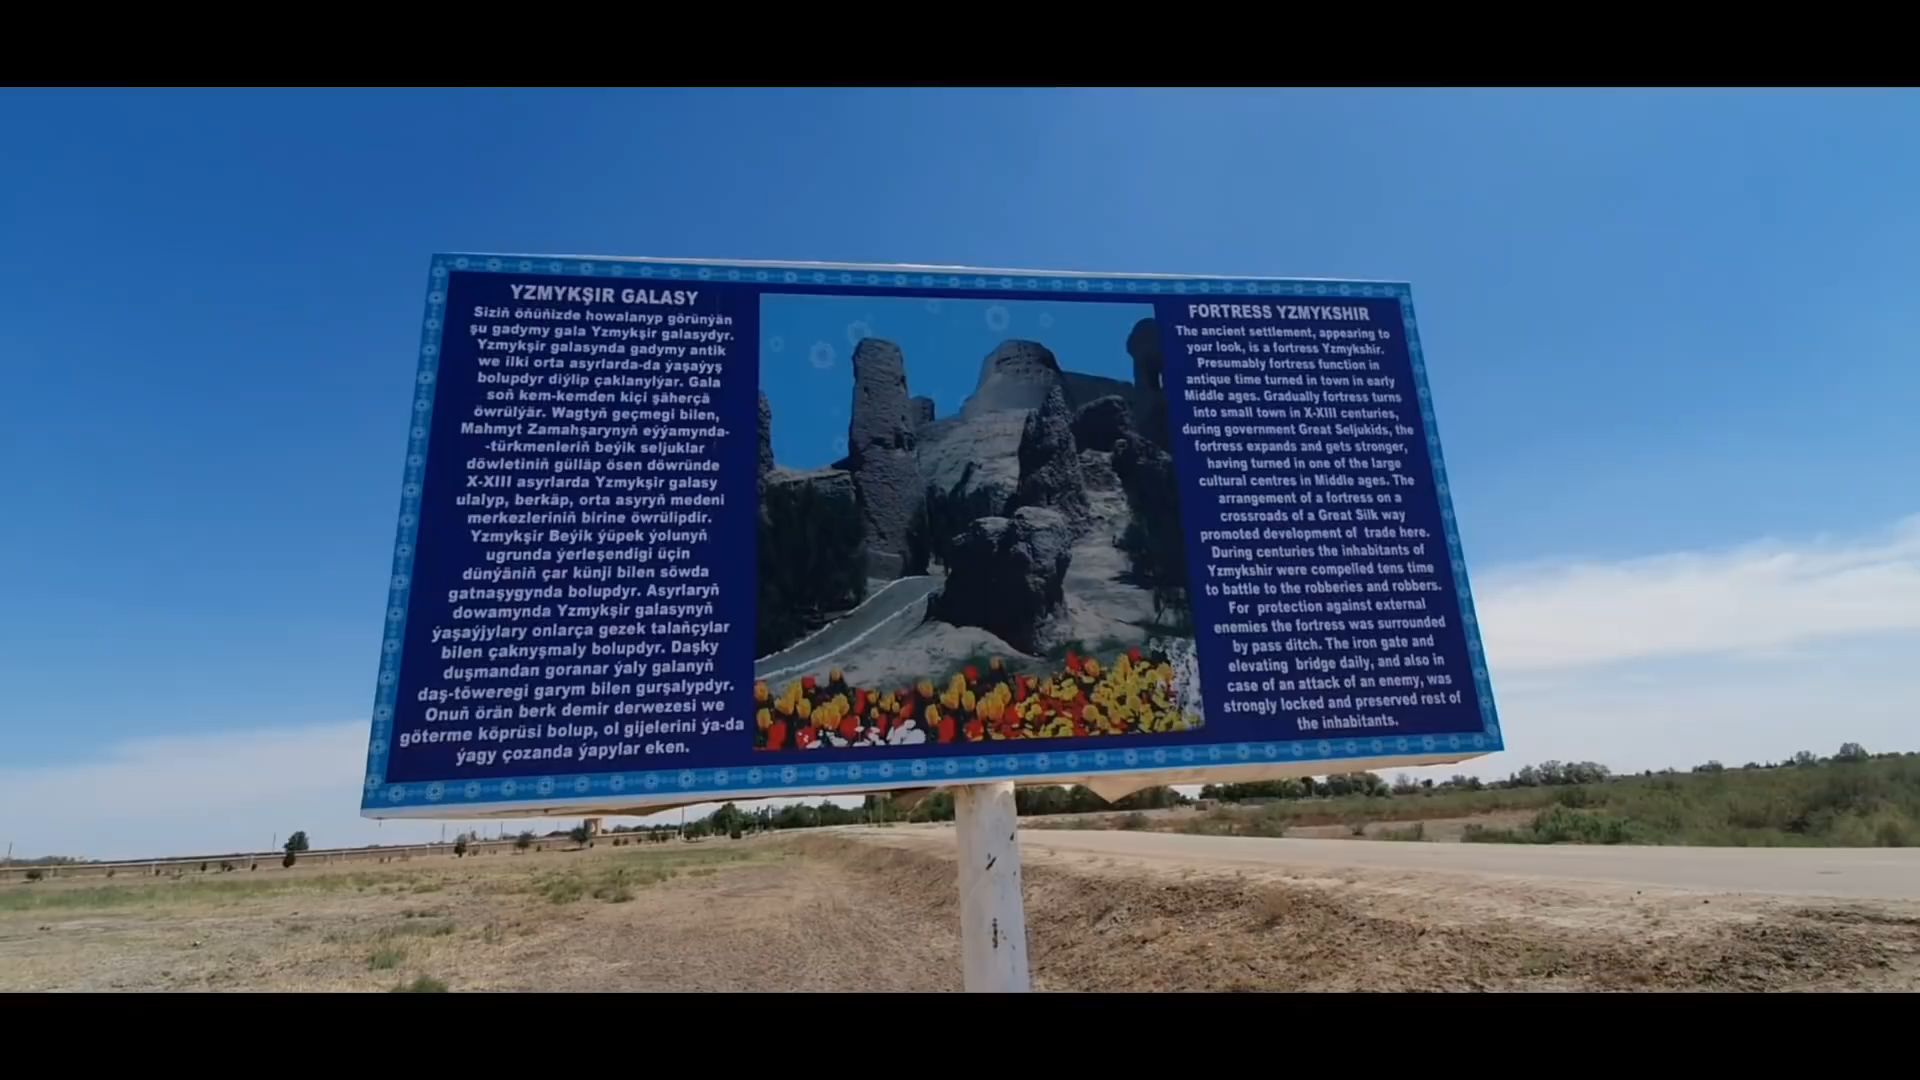 YZMYKŞIR GALASY
Siziň öňüňizde howalanyp görünýän
şu gadymy gala Yzmykşir galasydyr.
Yzmykşir galasynda gadymy antik
we ilki orta asyrlarda-da ýaşaýyş
bolupdyr diýlip çaklanylýar. Gala
soň kem-kemden kiçi şäherçä
öwrülýär. Wagtyň geçmegi bilen,
Mahmyt Zamahşarynyň eýýamynda-
-türkmenleriň beýik seljuklar
döwletiniň gülläp ösen döwründe
X-XIII asyrlarda Yzmykşir galasy
ulalyp, berkäp, orta asyryň medeni
merkezleriniň birine öwrülipdir.
Yzmykşir Beýik ýüpek ýolunyň
ugrunda ýerleşendigi üçin
dünýäniň çar künji bilen söwda
gatnaşygynda bolupdyr. Asyrlaryň
dowamynda Yzmykşir galasynyň
ýaşaýjylary onlarça gezek talaňçylar
bilen çaknyşmaly bolupdyr. Daşky
duşmandan goranar ýaly galanyň
daş-töweregi garym bilen gurşalypdyr.
Onuň örän berk demir derwezesi we
göterme köprüsi bolup, ol gijelerini ýa-da
ýagy çozanda ýapylar eken.
FORTRESS YZMYKSHIR
The ancient settlement, appearing to
your look, is a fortress Yzmykshir.
Presumably fortress function in
antique time turned in town in early
Middle ages. Gradually fortress turns
into small town in X-XIII centuries,
during government Great Seljukids, the
fortress expands and gets stronger,
having turned in one of the large
cultural centres in Middle ages. The
arrangement of a fortress on a
crossroads of a Great Silk way
promoted development of trade here.
During centuries the inhabitants of
Yzmykshir were compelled tens time
to battle to the robberies and robbers.
For protection against external
enemies the fortress was surrounded
by pass ditch. The iron gate and
elevating bridge daily, and also in
case of an attack of an enemy, was
strongly locked and preserved rest of
the inhabitants.